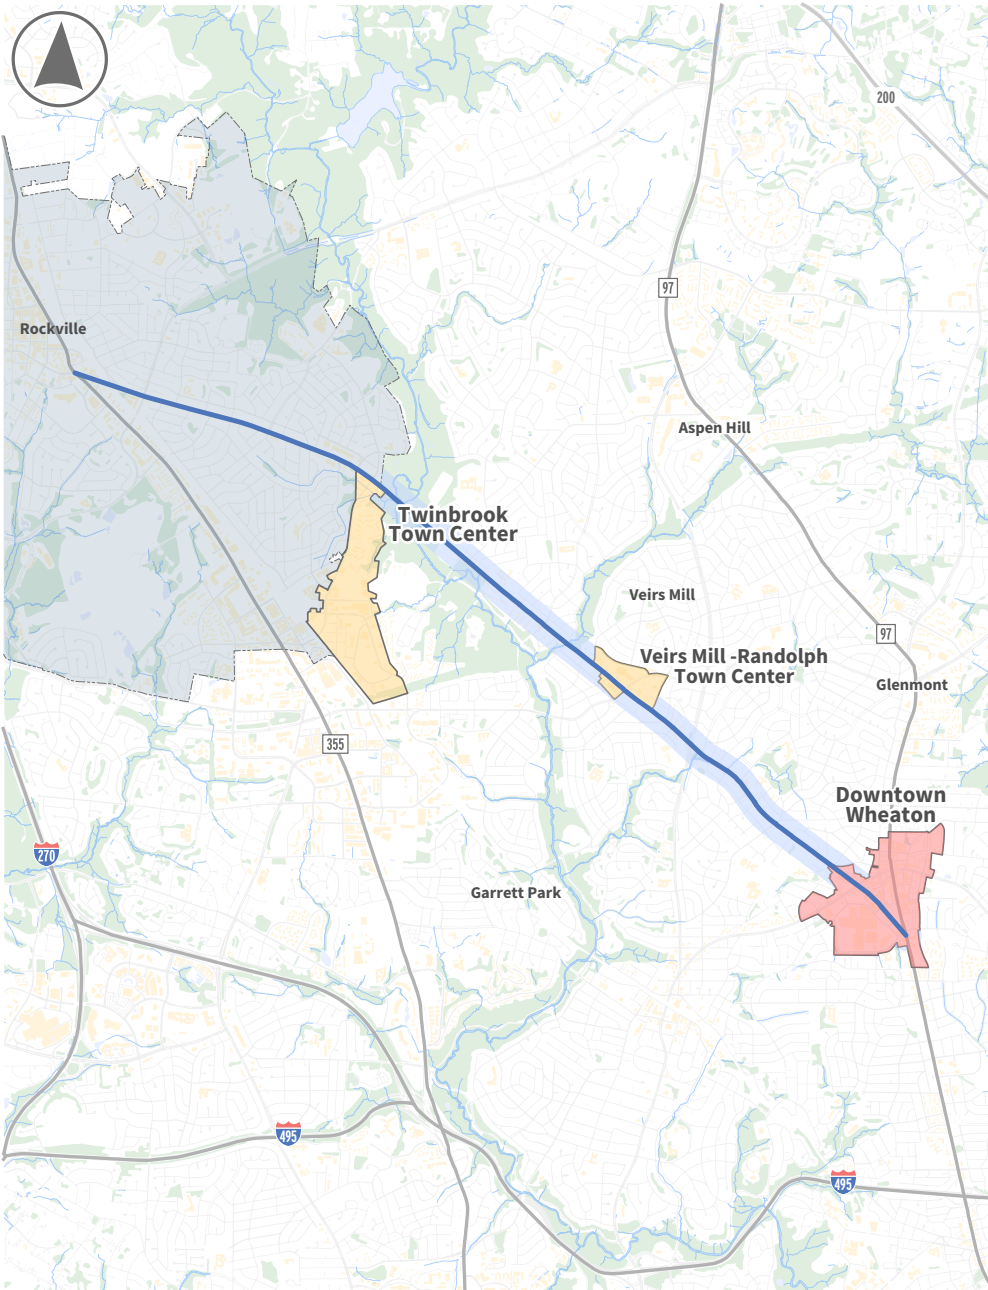 200
97
Rockville
Aspen Hill
Twinbrook
Town Center
Veirs Mill
97
Veirs Mill -Randolph
Town Center
Glenmont
355
Downtown
Wheaton
270
Garrett Park
495
495